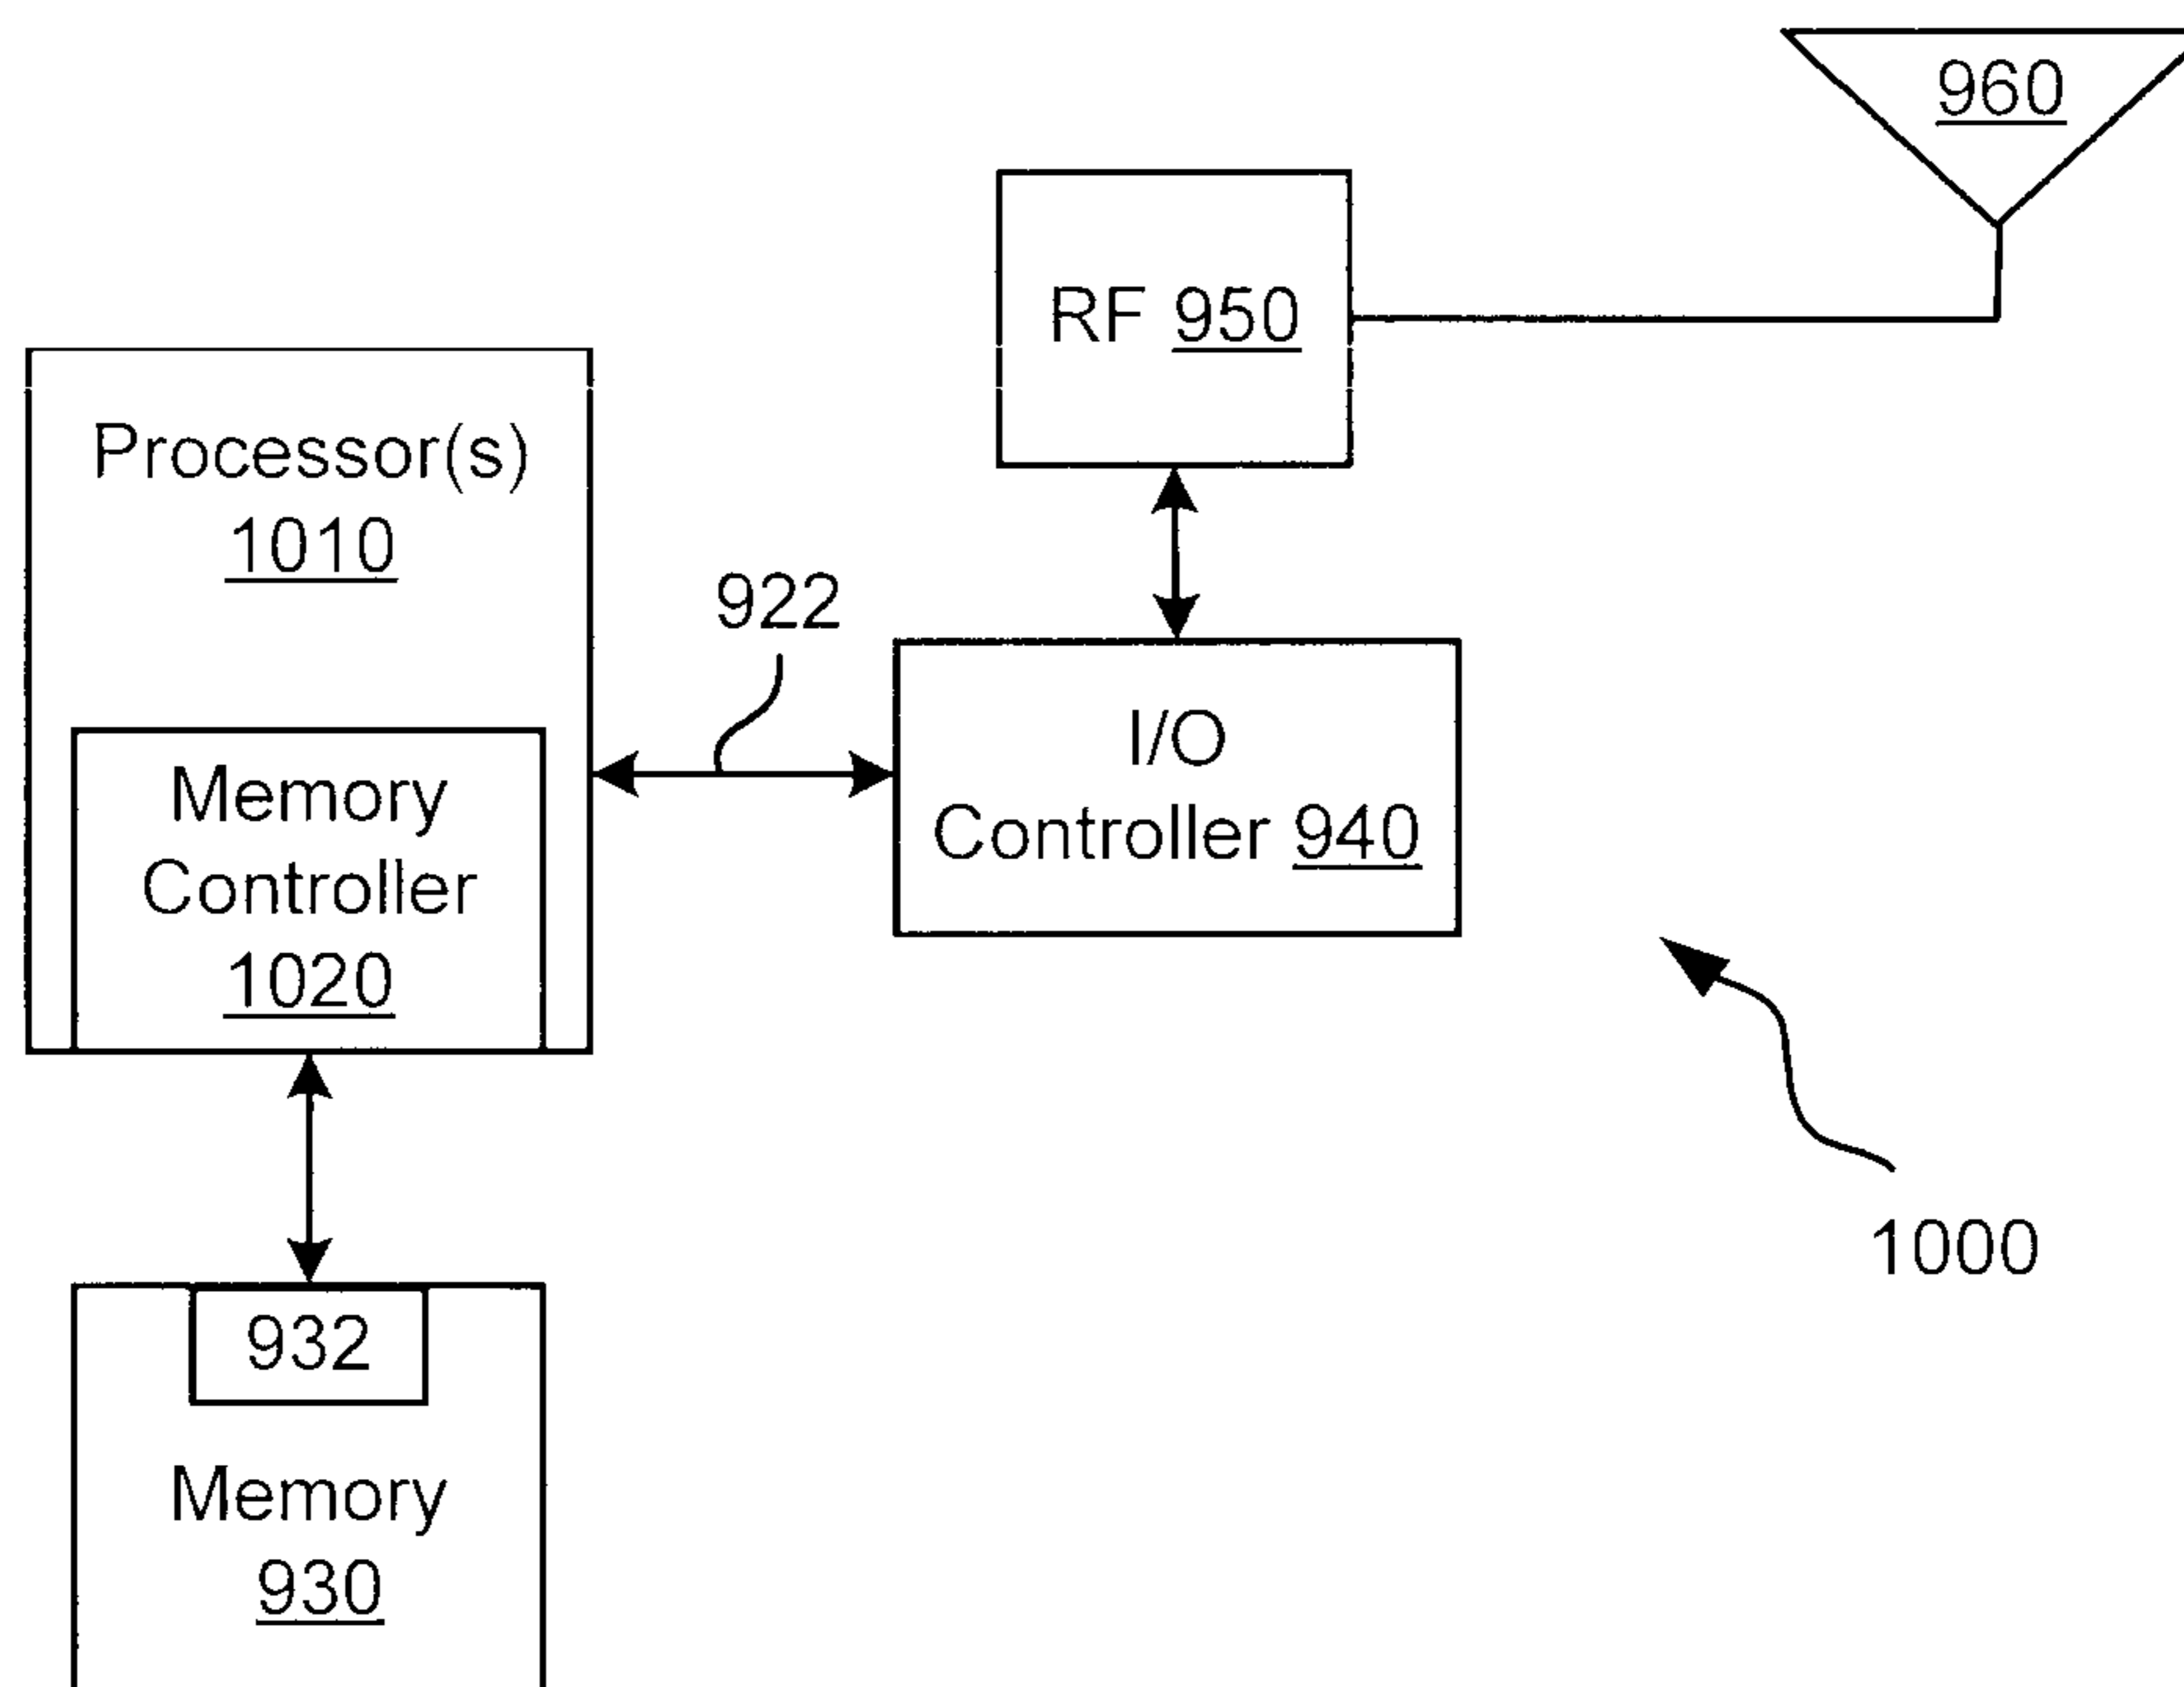 960
RF 950
Processor(s)
1010
922
I/O
Controller 940
Memory
Controller
1020
1000
932
Memory
930